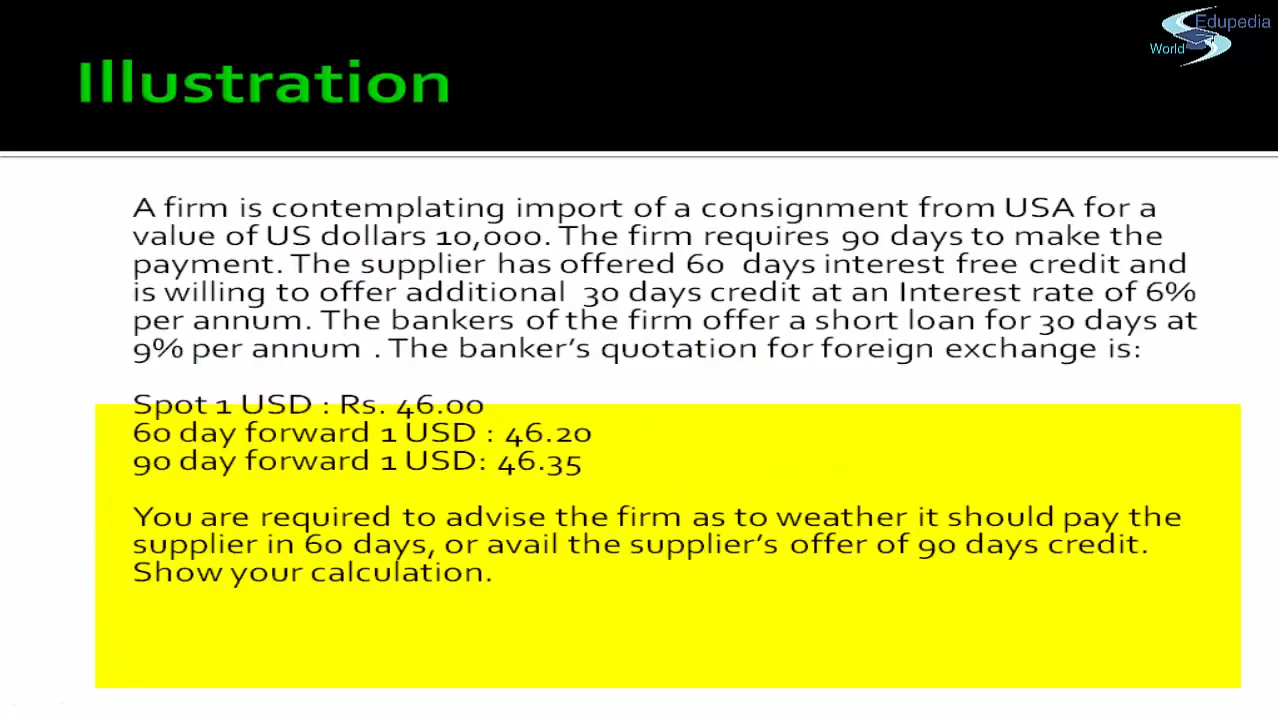 Edupedia
World
Illustration
A firm is contemplating import of a consignment from USA for a
value of US dollars 10,000. The firm requires 90 days to make the
payment. The supplier has offered 60 days interest free credit and
is willing to offer additional 30 days credit at an Interest rate of 6%
per annum. The bankers of the firm offer a short loan for 30 days at
9% per annum . The banker’s quotation for foreign exchange is:
Spot 1 USD : Rs. 46.00
60 day forward 1 USD : 46.20
90 day forward 1 USD: 46.35
You are required to advise the firm as to weather it should pay the
supplier in 60 days, or avail the supplier’s offer of 90 days credit.
Show your calculation.